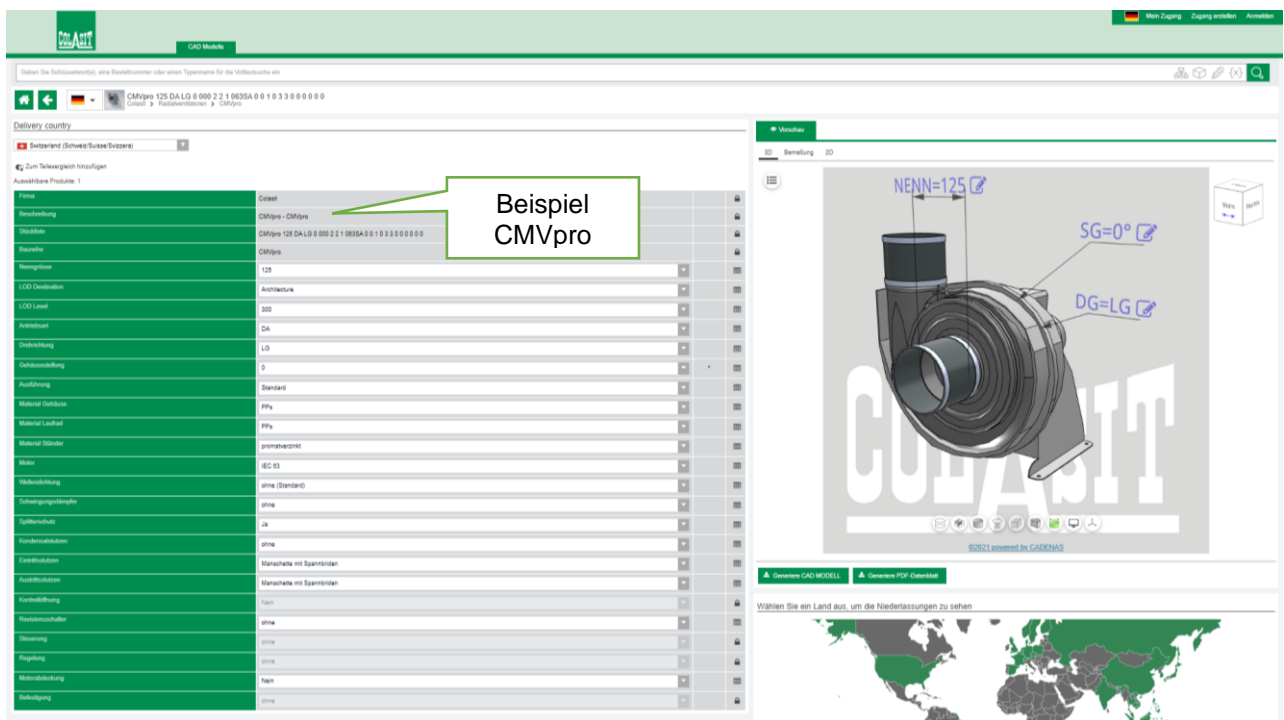 Mein Zugang Zugang erstellen Anmelden
COLASIT
CAD Modelle
Geben Sie Schlüsselwort(e), eine Bestellnummer oder einen Typenname für die Volltextsuche ein
CMVpro 125 DA LG 0 000 2 2 1 063SA 0 0 1 0 3 3 0 0 0 0 0 0
Colasit > Radialventilatoren > CMVpro
Delivery country
Switzerland (Schweiz/Suisse/Svizzera)
Zum Teilevergleich hinzufügen
Auswählbare Produkte: 1
Firma Colasit
Beschreibung CMVpro - CMVpro
Stückliste CMVpro 125 DA LG 0 000 2 2 1 063SA 0 0 1 0 3 3 0 0 0 0 0 0
Baureihe CMVpro
Nenngrösse 125
LOD Destination Architecture
LOD Level 300
Antriebsart DA
Drehrichtung LG
Gehäusestellung 0 °
Ausführung Standard
Material Gehäuse PPs
Material Laufrad PPs
Material Ständer promatverzinkt
Motor IEC 63
Wellendichtung ohne (Standard)
Schwingungsdämpfer ohne
Splitterschutz Ja
Kondensatstutzen ohne
Eintrittsstutzen Manschette mit Spannbriden
Austrittsstutzen Manschette mit Spannbriden
Kontrollöffnung Nein
Revisionsschalter ohne
Steuerung ohne
Regelung ohne
Motorabdeckung Nein
Befestigung ohne
Beispiel
CMVpro
Vorschau
3D Bemaßung 2D
NENN=125
Vorn
Rechts
SG=0°
DG=LG
COLASIT
©2021 powered by CADENAS
Generiere CAD MODELL Generiere PDF-Datenblatt
Wählen Sie ein Land aus, um die Niederlassungen zu sehen